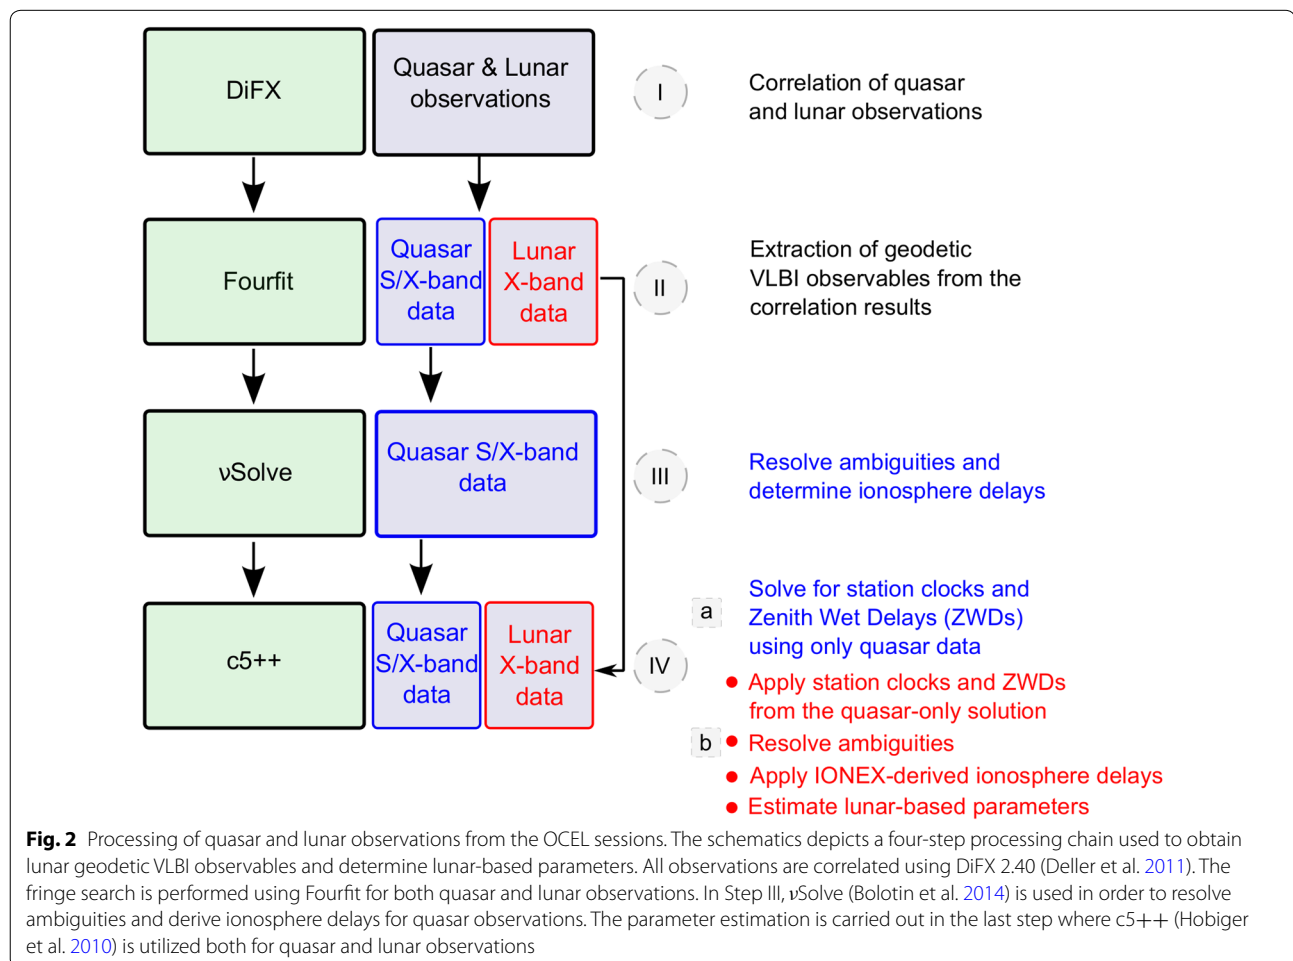 DiFX
Quasar & Lunar
observations
I
Correlation of quasar
and lunar observations
Fourfit
Quasar
S/X-band
data
Lunar
X-band
data
II
Extraction of geodetic
VLBI observables from the
correlation results
νSolve
Quasar S/X-band
data
III
Resolve ambiguities and
determine ionosphere delays
c5++
Quasar
S/X-band
data
Lunar
X-band
data
IV
a
Solve for station clocks and
Zenith Wet Delays (ZWDs)
using only quasar data
b
• Apply station clocks and ZWDs
from the quasar-only solution
• Resolve ambiguities
• Apply IONEX-derived ionosphere delays
• Estimate lunar-based parameters
Fig. 2 Processing of quasar and lunar observations from the OCEL sessions. The schematics depicts a four-step processing chain used to obtain
lunar geodetic VLBI observables and determine lunar-based parameters. All observations are correlated using DiFX 2.40 (Deller et al. 2011). The
fringe search is performed using Fourfit for both quasar and lunar observations. In Step III, νSolve (Bolotin et al. 2014) is used in order to resolve
ambiguities and derive ionosphere delays for quasar observations. The parameter estimation is carried out in the last step where c5++ (Hobiger
et al. 2010) is utilized both for quasar and lunar observations